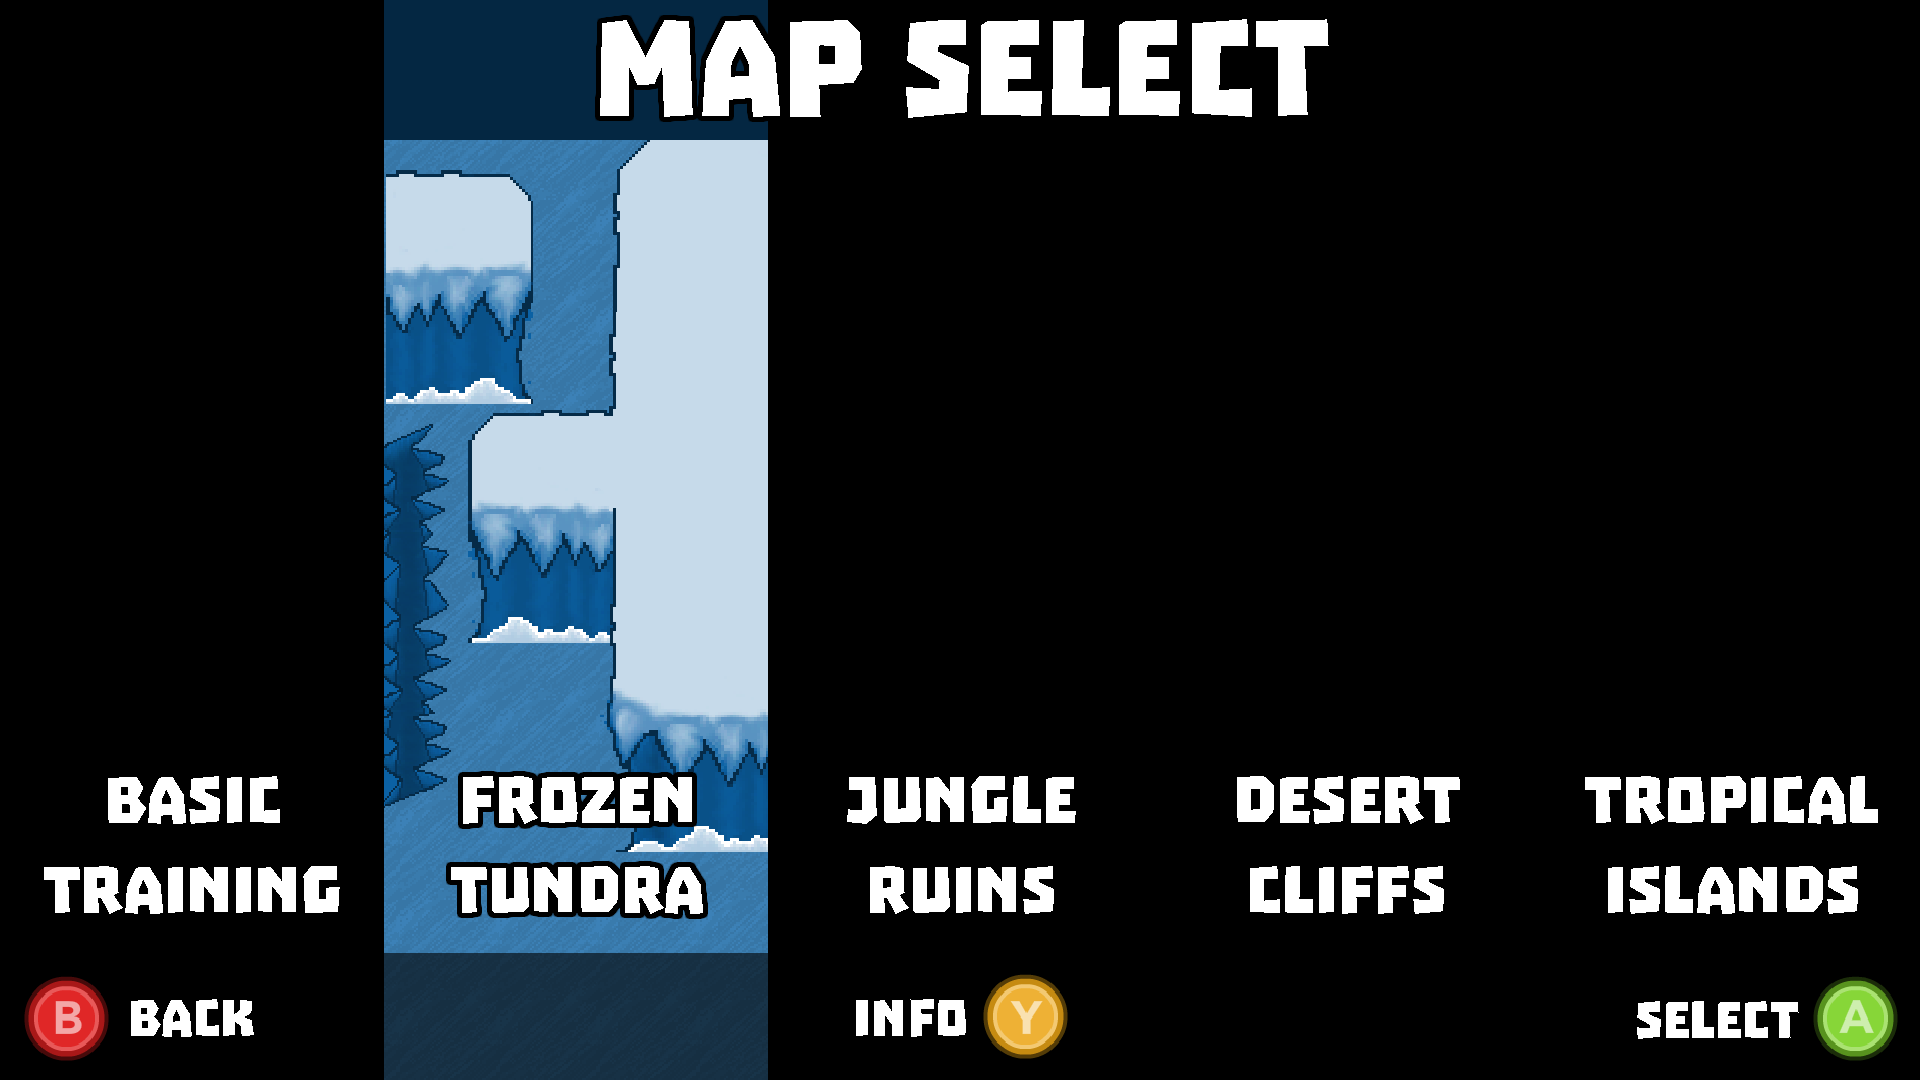 MAP SELECT
BASIC
TRAINING
FROZEN
TUNDRA
JUNGLE
RUINS
DESERT
CLIFFS
TROPICAL
ISLANDS
B BACK
INFO Y
SELECT A